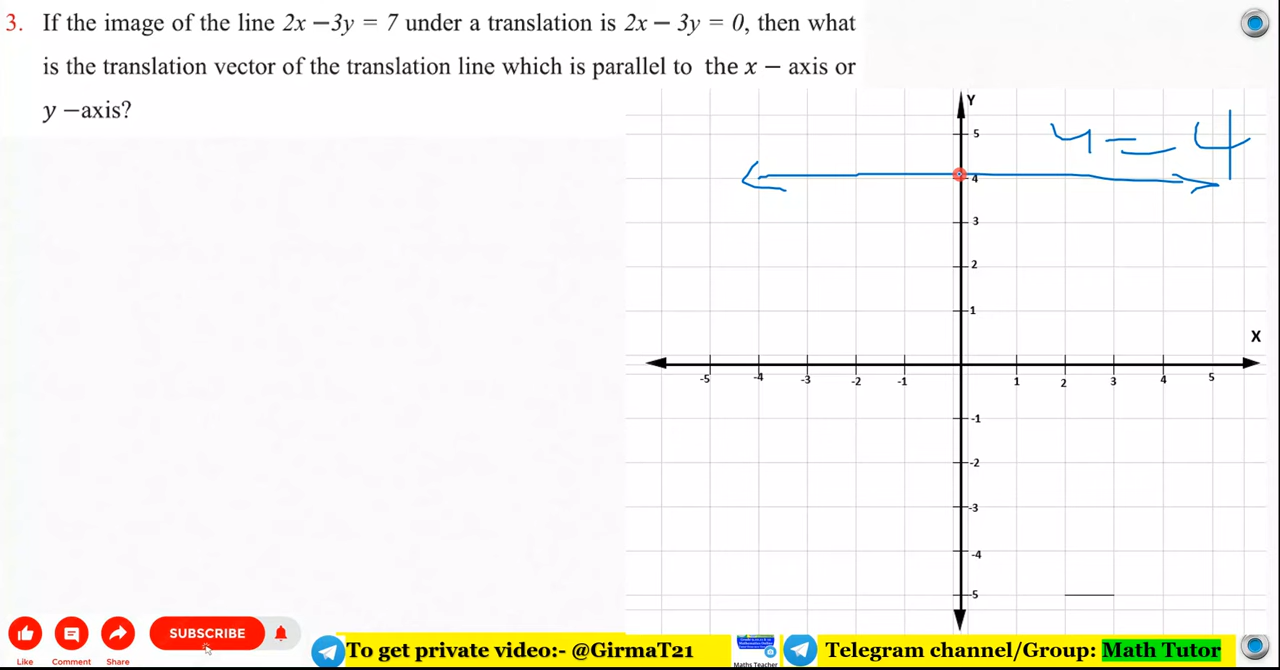 3. If the image of the line 2x −3y = 7 under a translation is 2x − 3y = 0, then what
is the translation vector of the translation line which is parallel to the x − axis or
y −axis?
Y
5
y = 4
4
3
2
1
X
-5 -4 -3 -2 -1 1 2 3 4 5
-1
-2
-3
-4
-5
SUBSCRIBE
Like Comment Share
To get private video:- @GirmaT21
Maths Teacher
Telegram channel/Group: Math Tutor